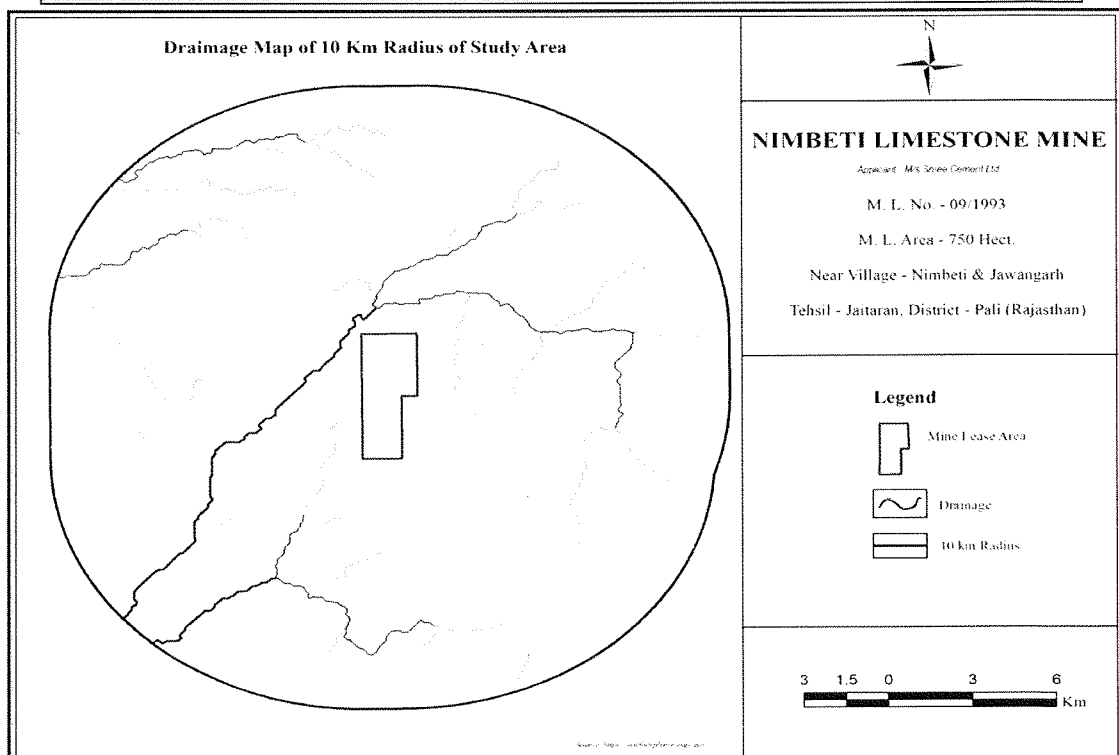 Draimage Map of 10 Km Radius of Study Area
N
NIMBETI LIMESTONE MINE
Applicant M/s Shree Cement Ltd
M. L. No. - 09/1993
M. L. Area - 750 Hect.
Near Village - Nimbeti & Jawangarh
Tehsil - Jaitaran, District - Pali (Rajasthan)
Legend
Mine Lease Area
Drainage
10 km Radius
3 1.5 0 3 6
Km